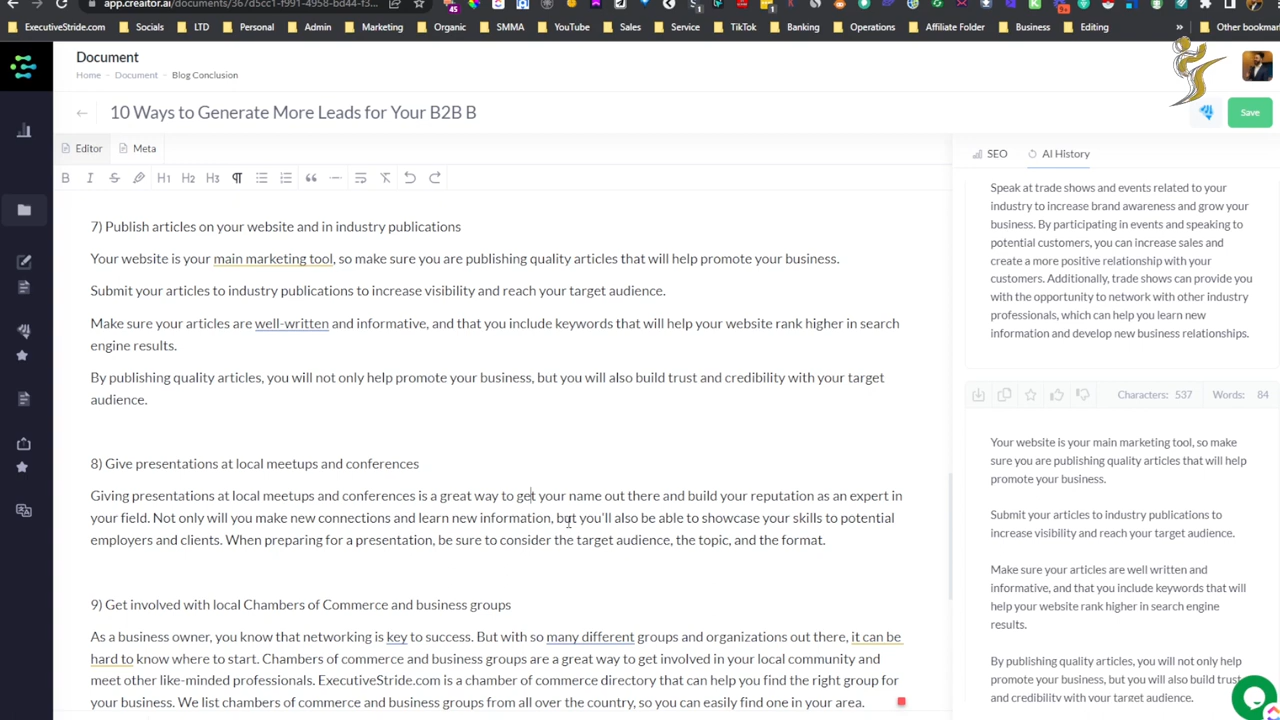 app.creaitor.ai/documents/367d5cc1-f991-4958-bd44-f3...
ExecutiveStride.com Socials LTD Personal Admin Marketing Organic SMMA YouTube Sales Service TikTok Banking Operations Affiliate Folder Business Editing » Other bookmar
Document
Home - Document - Blog Conclusion
← 10 Ways to Generate More Leads for Your B2B B
Save
Editor Meta
SEO AI History
B I S H1 H2 H3
7) Publish articles on your website and in industry publications
Your website is your main marketing tool, so make sure you are publishing quality articles that will help promote your business.
Submit your articles to industry publications to increase visibility and reach your target audience.
Make sure your articles are well-written and informative, and that you include keywords that will help your website rank higher in search
engine results.
By publishing quality articles, you will not only help promote your business, but you will also build trust and credibility with your target
audience.
8) Give presentations at local meetups and conferences
Giving presentations at local meetups and conferences is a great way to get your name out there and build your reputation as an expert in
your field. Not only will you make new connections and learn new information, but you'll also be able to showcase your skills to potential
employers and clients. When preparing for a presentation, be sure to consider the target audience, the topic, and the format.
9) Get involved with local Chambers of Commerce and business groups
As a business owner, you know that networking is key to success. But with so many different groups and organizations out there, it can be
hard to know where to start. Chambers of commerce and business groups are a great way to get involved in your local community and
meet other like-minded professionals. ExecutiveStride.com is a chamber of commerce directory that can help you find the right group for
your business. We list chambers of commerce and business groups from all over the country, so you can easily find one in your area.
Speak at trade shows and events related to your
industry to increase brand awareness and grow your
business. By participating in events and speaking to
potential customers, you can increase sales and
create a more positive relationship with your
customers. Additionally, trade shows can provide you
with the opportunity to network with other industry
professionals, which can help you learn new
information and develop new business relationships.
Characters: 537 Words: 84
Your website is your main marketing tool, so make
sure you are publishing quality articles that will help
promote your business.
Submit your articles to industry publications to
increase visibility and reach your target audience.
Make sure your articles are well written and
informative, and that you include keywords that will
help your website rank higher in search engine
results.
By publishing quality articles, you will not only help
promote your business, but you will also build trust
and credibility with your target audience.